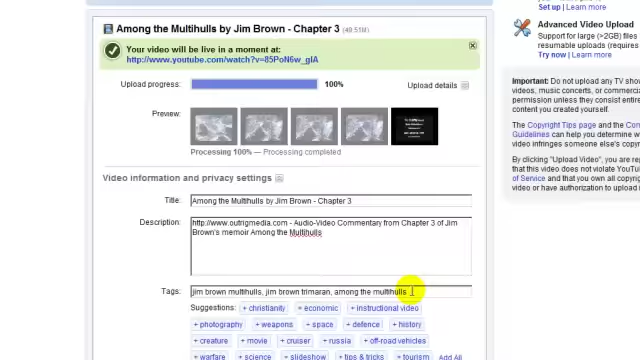 Set up | Learn more
Advanced Video Upload
Support for large (>2GB) files
resumable uploads (requires
Try now | Learn more
Important: Do not upload any TV sho
videos, music concerts, or commercia
permission unless they consist entire
content you created yourself.
The Copyright Tips page and the Com
Guidelines can help you determine w
video infringes someone else's copyr
By clicking "Upload Video", you are rep
that this video does not violate YouTu
of Service and that you own all copyrig
video or have authorization to upload i
Among the Multihulls by Jim Brown - Chapter 3 (49.51M)
Your video will be live in a moment at:
http://www.youtube.com/watch?v=85PoN6w_gIA
Upload progress: 100% Upload details
Preview:
Processing 100% — Processing completed
Video information and privacy settings
Title: Among the Multihulls by Jim Brown - Chapter 3
Description: http://www.outrigmedia.com - Audio-Video Commentary from Chapter 3 of Jim
Brown's memoir Among the Multihulls
Tags: jim brown multihulls, jim brown trimaran, among the multihulls
Suggestions: + christianity + economic + instructional video
+ photography + weapons + space + defence + history
+ creature + movie + cruiser + russia + off-road vehicles
+ warfare + science + slideshow + tips & tricks + tourism Add All